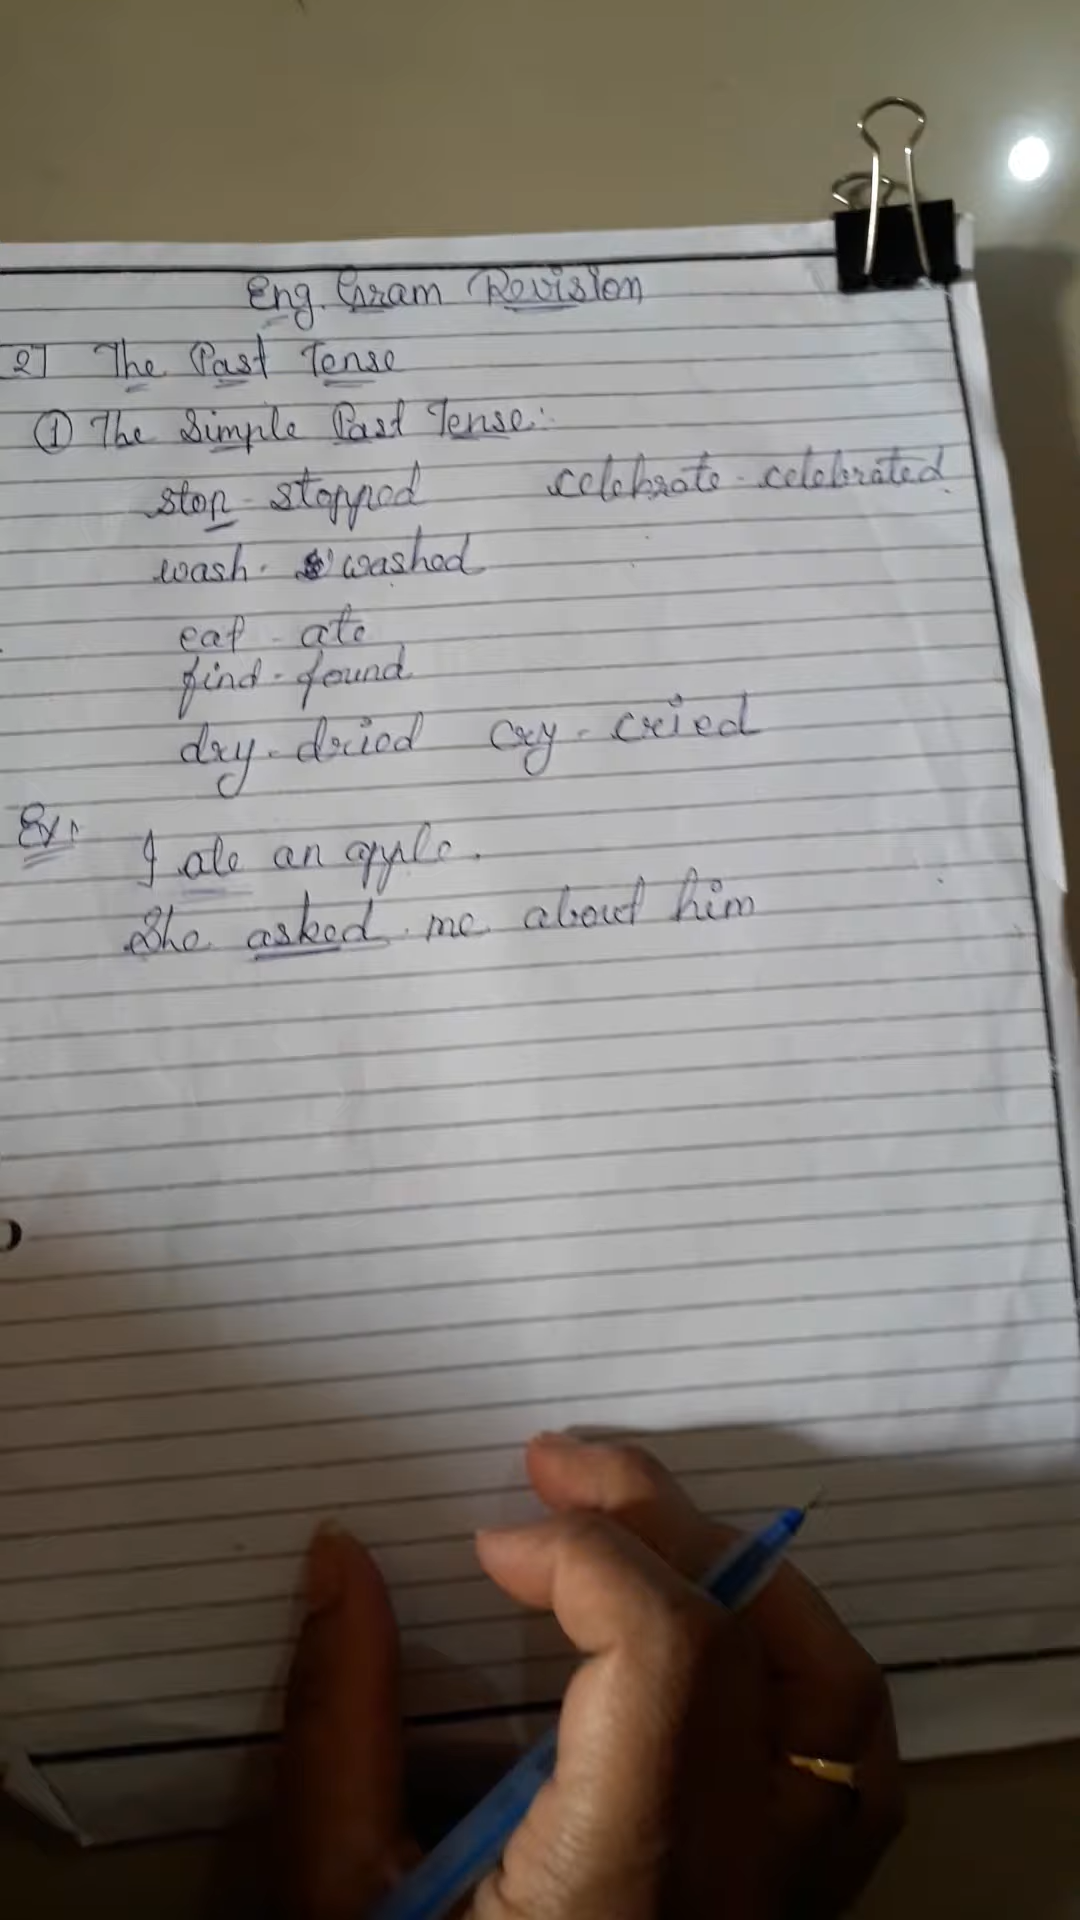 Eng. Gram Revision
2] The Past Tense
① The Simple Past Tense:
stop - stopped celebrate - celebrated
wash - washed
eat - ate
find - found
dry - dried cry - cried
Ex:
I ate an apple.
She asked me about him